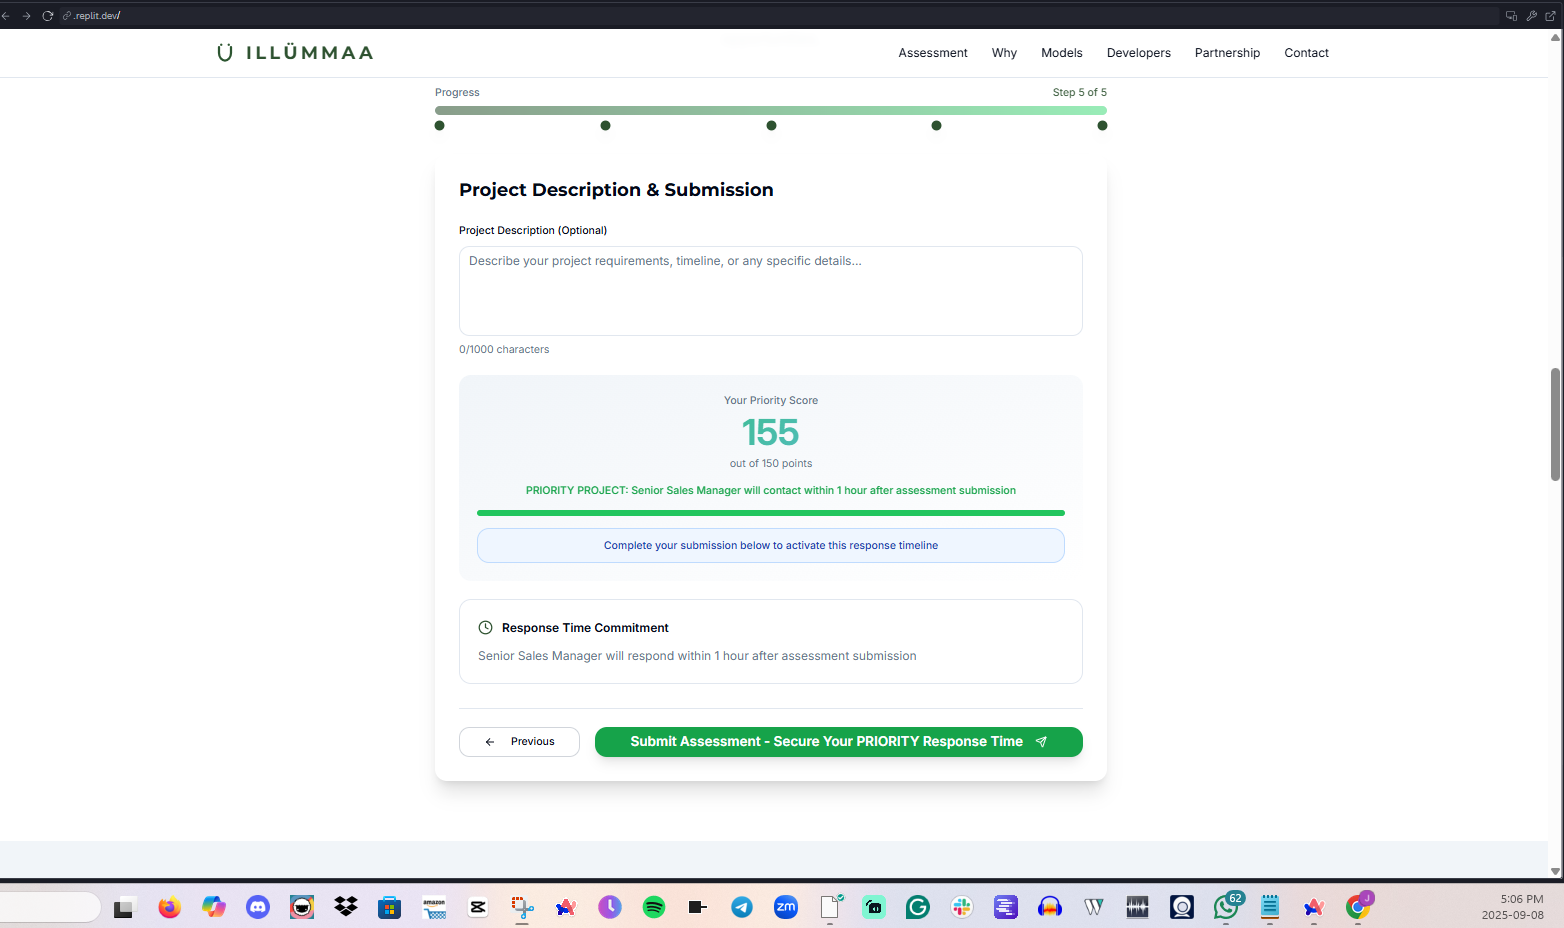 .replit.dev/
ILLÜMMAA
Assessment
Why
Models
Developers
Partnership
Contact
Progress
Step 5 of 5
Project Description & Submission
Project Description (Optional)
Describe your project requirements, timeline, or any specific details...
0/1000 characters
Your Priority Score
155
out of 150 points
PRIORITY PROJECT: Senior Sales Manager will contact within 1 hour after assessment submission
Complete your submission below to activate this response timeline
Response Time Commitment
Senior Sales Manager will respond within 1 hour after assessment submission
Previous
Submit Assessment - Secure Your PRIORITY Response Time
amazon
zm
W
62
J
5:06 PM
2025-09-08